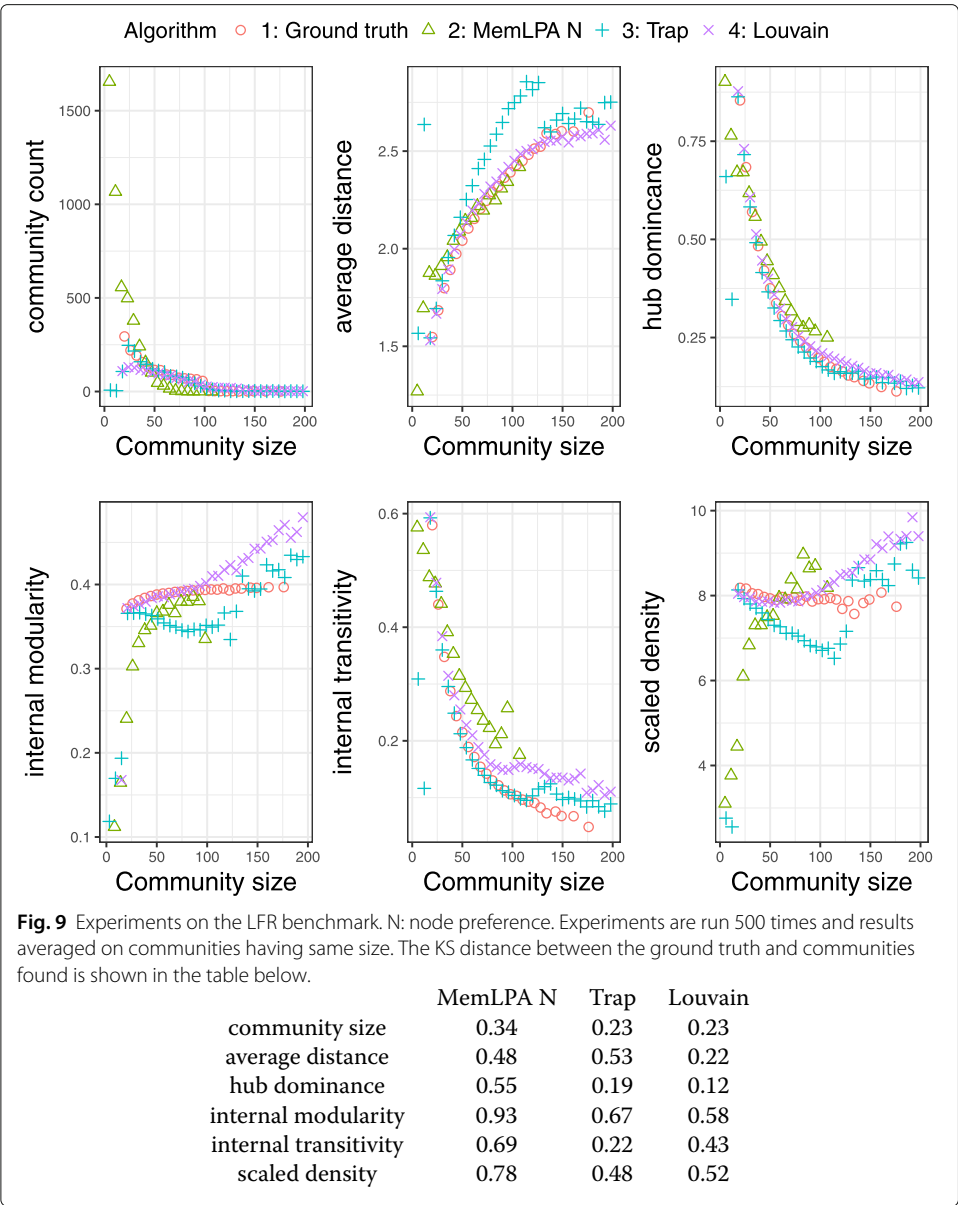 Algorithm 1: Ground truth 2: MemLPA N 3: Trap 4: Louvain
community count
1500
1000
500
0
0 50 100 150 200
Community size
average distance
2.5
2.0
1.5
0 50 100 150 200
Community size
hub domincance
0.75
0.50
0.25
0 50 100 150 200
Community size
internal modularity
0.4
0.3
0.2
0.1
0 50 100 150 200
Community size
internal transitivity
0.6
0.4
0.2
0 50 100 150 200
Community size
scaled density
10
8
6
4
0 50 100 150 200
Community size
Fig. 9 Experiments on the LFR benchmark. N: node preference. Experiments are run 500 times and results
averaged on communities having same size. The KS distance between the ground truth and communities
found is shown in the table below.
MemLPA N Trap Louvain
community size 0.34 0.23 0.23
average distance 0.48 0.53 0.22
hub dominance 0.55 0.19 0.12
internal modularity 0.93 0.67 0.58
internal transitivity 0.69 0.22 0.43
scaled density 0.78 0.48 0.52